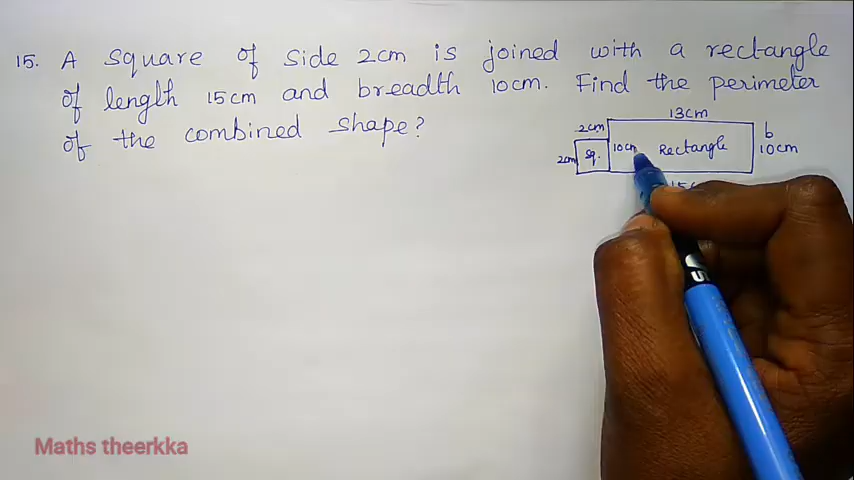 15. A square of side 2cm is joined with a rectangle
of length 15cm and breadth 10cm. Find the perimeter
of the combined shape?
13cm
2cm
b
10cm Rectangle 10cm
2cm sq.
Maths theerkka